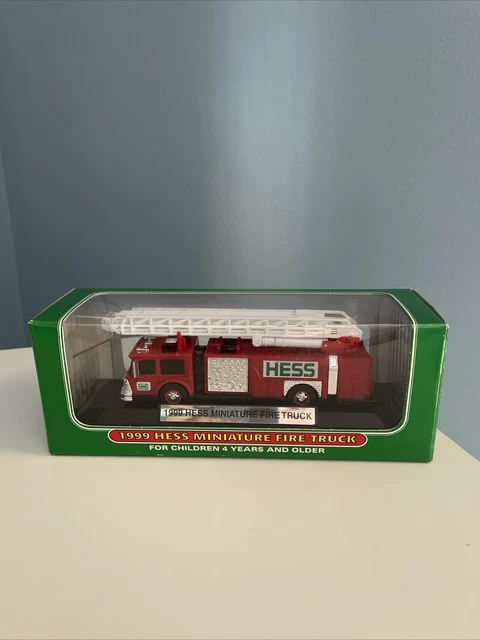 HESS
1999 HESS MINIATURE FIRE TRUCK
1999 HESS MINIATURE FIRE TRUCK
FOR CHILDREN 4 YEARS AND OLDER